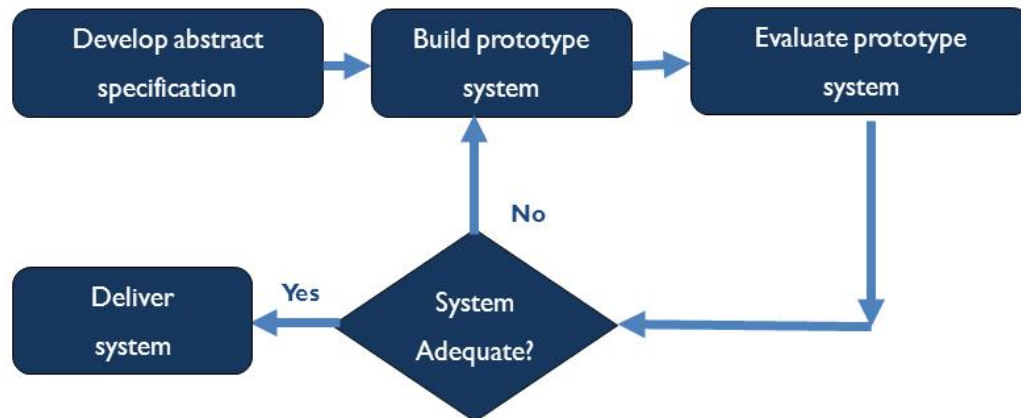 Develop abstract
specification
Build prototype
system
Evaluate prototype
system
No
Yes
Deliver
system
System
Adequate?